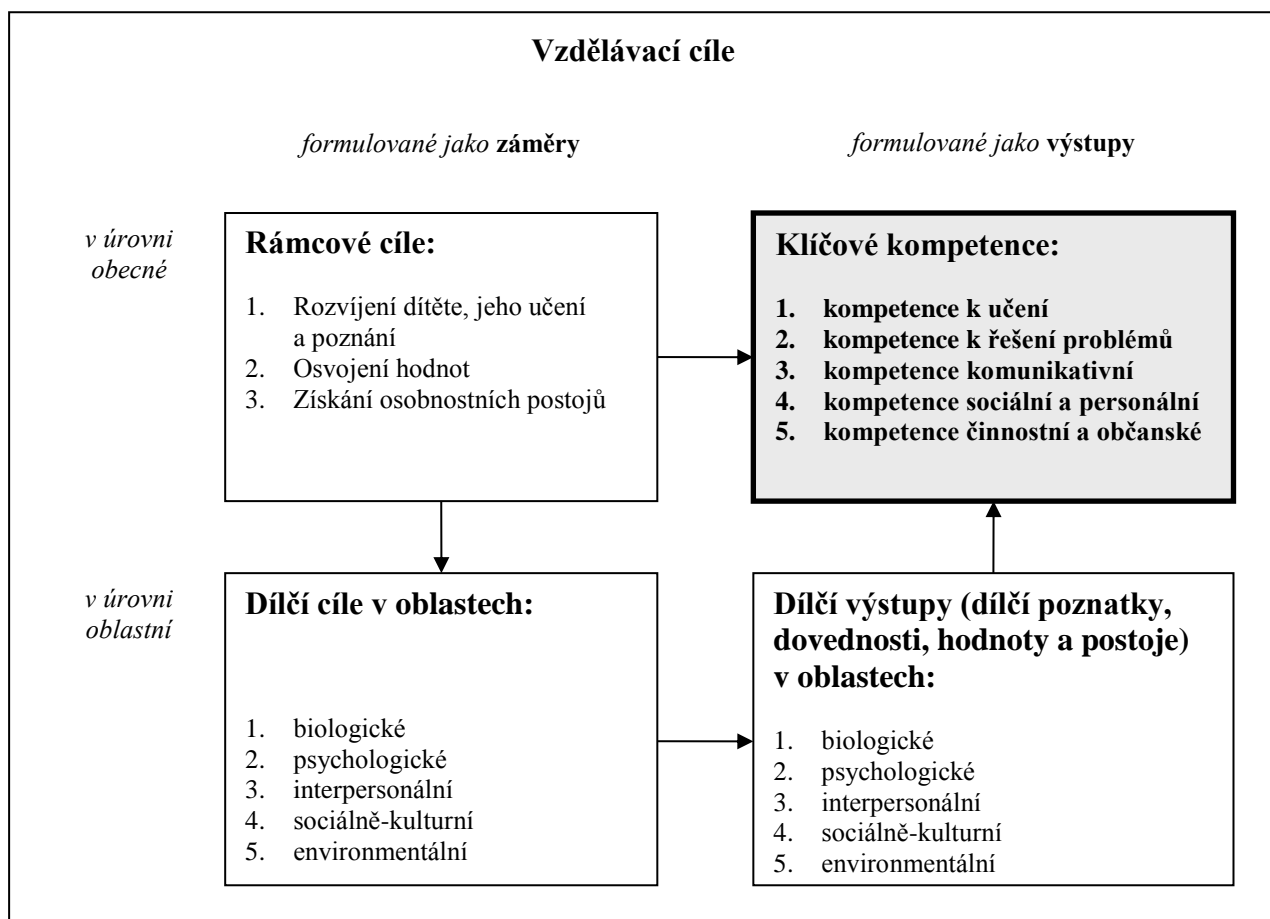 Vzdělávací cíle
formulované jako záměry
formulované jako výstupy
v úrovni
obecné
Rámcové cíle:
1. Rozvíjení dítěte, jeho učení
a poznání
2. Osvojení hodnot
3. Získání osobnostních postojů
Klíčové kompetence:
1. kompetence k učení
2. kompetence k řešení problémů
3. kompetence komunikativní
4. kompetence sociální a personální
5. kompetence činnostní a občanské
v úrovni
oblastní
Dílčí cíle v oblastech:
1. biologické
2. psychologické
3. interpersonální
4. sociálně-kulturní
5. environmentální
Dílčí výstupy (dílčí poznatky,
dovednosti, hodnoty a postoje)
v oblastech:
1. biologické
2. psychologické
3. interpersonální
4. sociálně-kulturní
5. environmentální